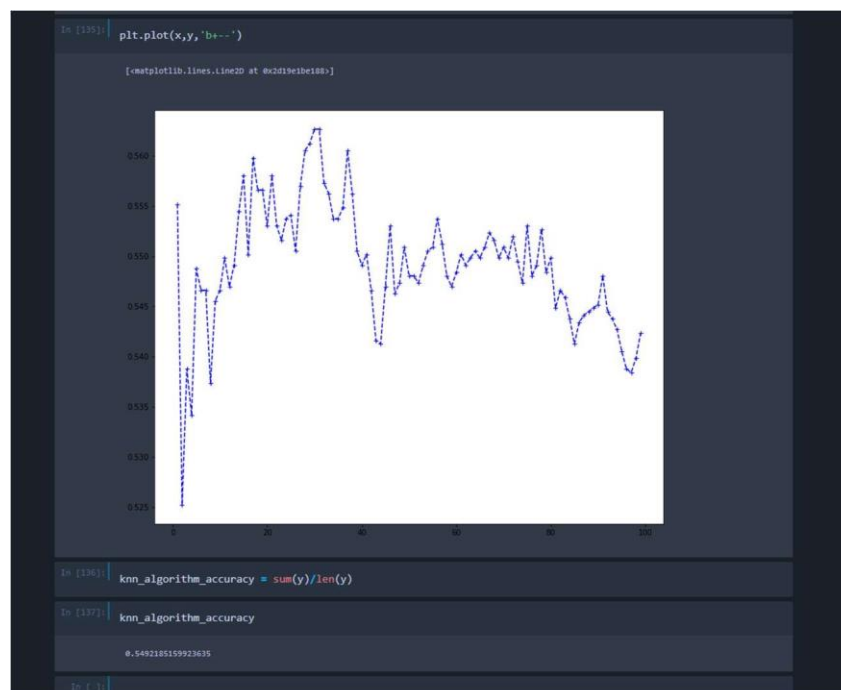 In [135]: plt.plot(x,y,'b+--')
[<matplotlib.lines.Line2D at 0x2d19e1be188>]
0.560
0.555
0.550
0.545
0.540
0.535
0.530
0.525
0 20 40 60 80 100
In [136]: knn_algorithm_accuracy = sum(y)/len(y)
In [137]: knn_algorithm_accuracy
0.5492185159923635
In [ ]: